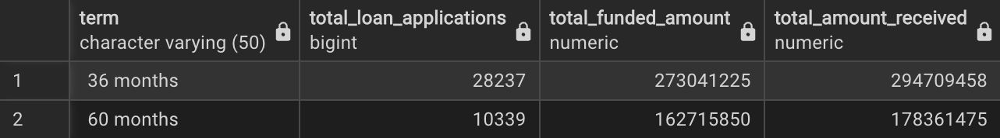 term total_loan_applications total_funded_amount total_amount_received
character varying (50) bigint numeric numeric
1 36 months 28237 273041225 294709458
2 60 months 10339 162715850 178361475